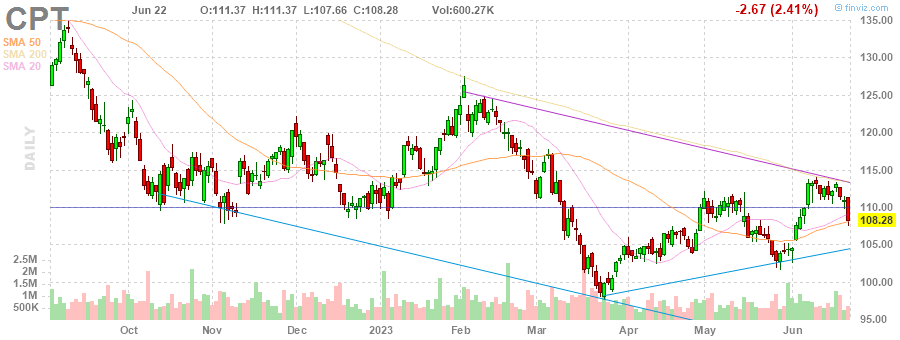 CPT
Jun 22 O:111.37 H:111.37 L:107.66 C:108.28 Vol:600.27K -2.67 (2.41%) © finviz.com
SMA 50
SMA 200
SMA 20
DAILY
135.00
130.00
125.00
120.00
115.00
110.00
108.28
105.00
100.00
95.00
2.5M
2M
1.5M
1M
500K
Oct Nov Dec 2023 Feb Mar Apr May Jun